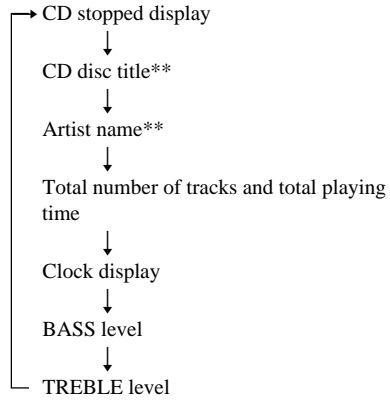 CD stopped display
CD disc title**
Artist name**
Total number of tracks and total playing
time
Clock display
BASS level
TREBLE level